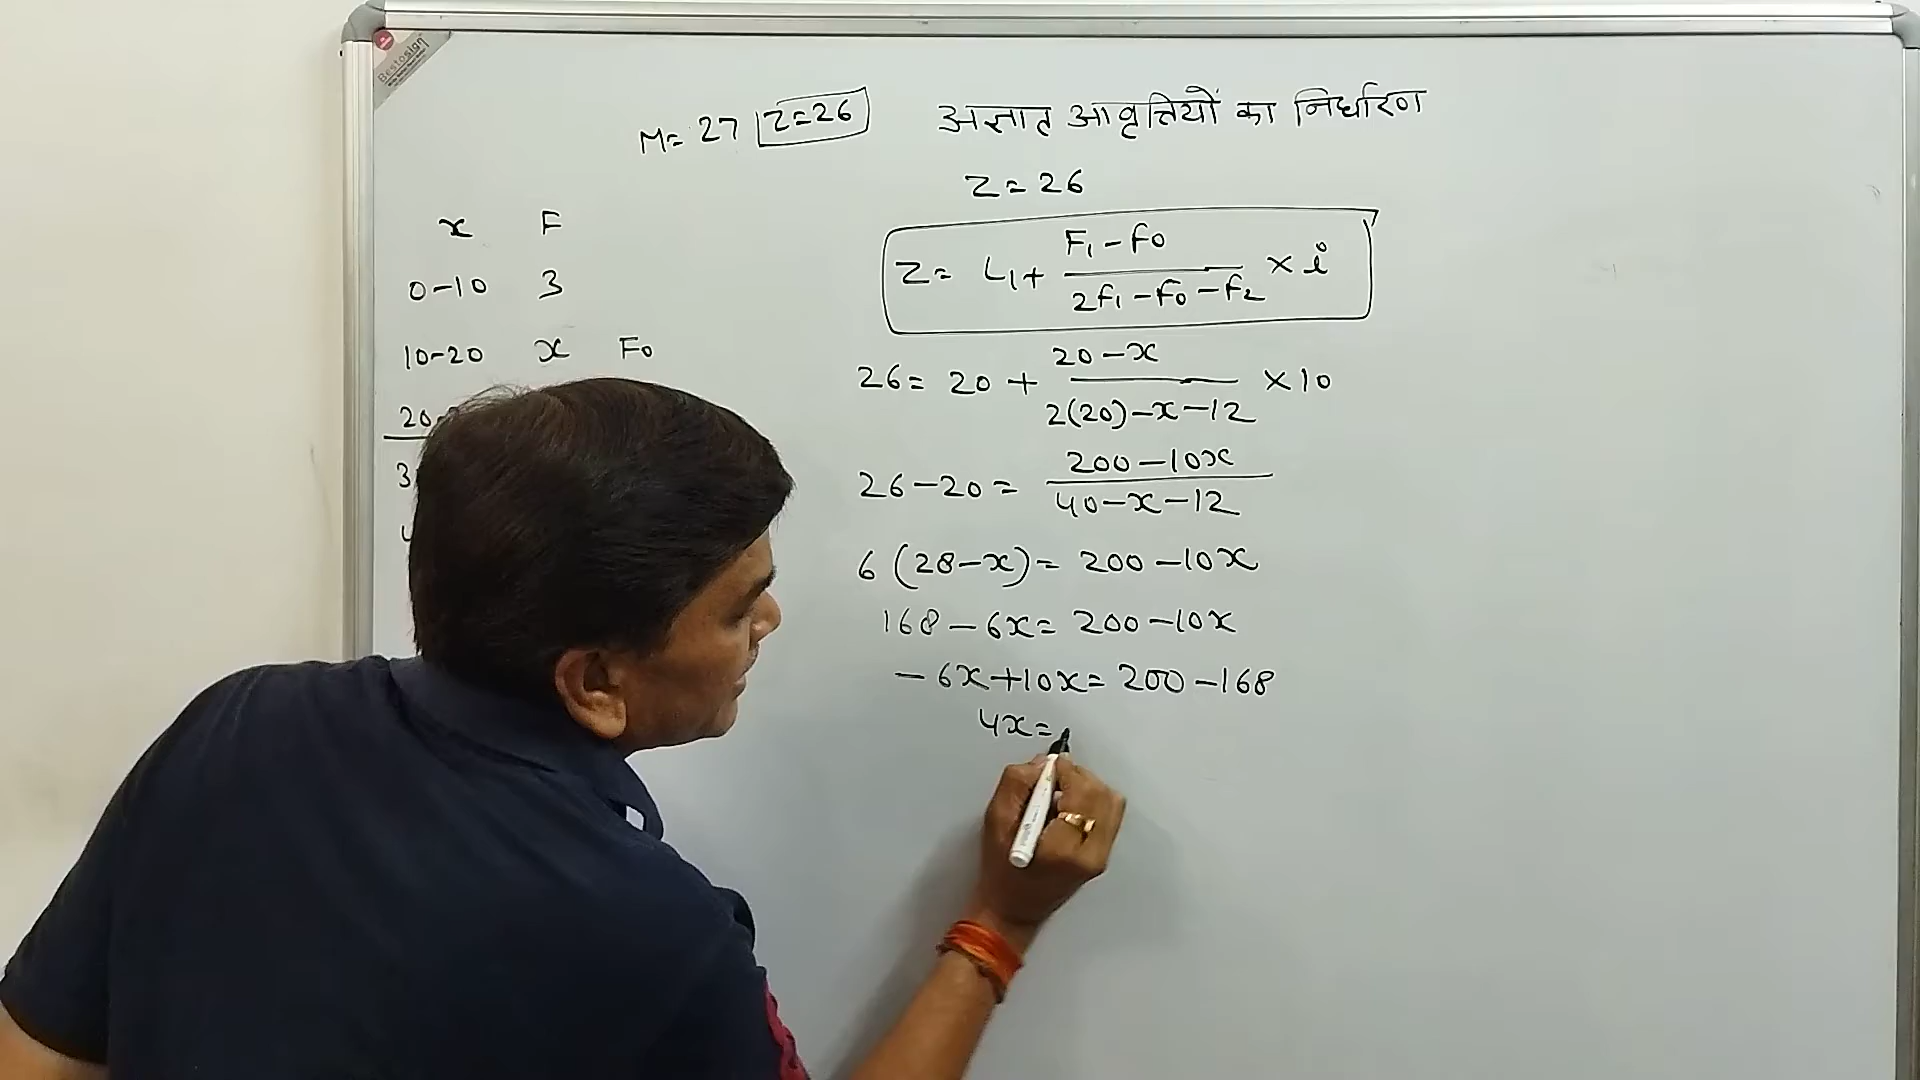 Bestosign
M= 27 Z=26
अज्ञात आवृत्तियों का निर्धारण
Z=26
x F
0-10 3
10-20 x F0
20-
3
4
Z= L1+ F1-f0 / 2f1-F0-f2 × i
26= 20 + 20-x / 2(20)-x-12 ×10
26-20= 200-10x / 40-x-12
6(28-x)= 200-10x
168-6x= 200-10x
-6x+10x= 200-168
4x=